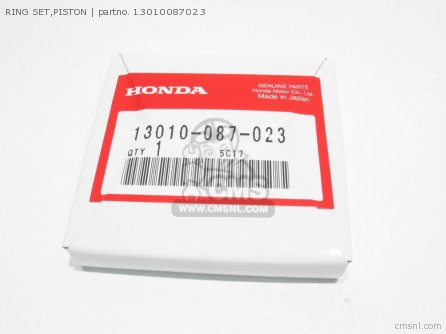 RING SET,PISTON | partno. 13010087023
HONDA
GENUINE PARTS
Honda Motor Co., Ltd.
Made in Japan
13010-087-023
QTY 1 5C17
CMS
WWW.CMSNL.COM
cmsnl.com